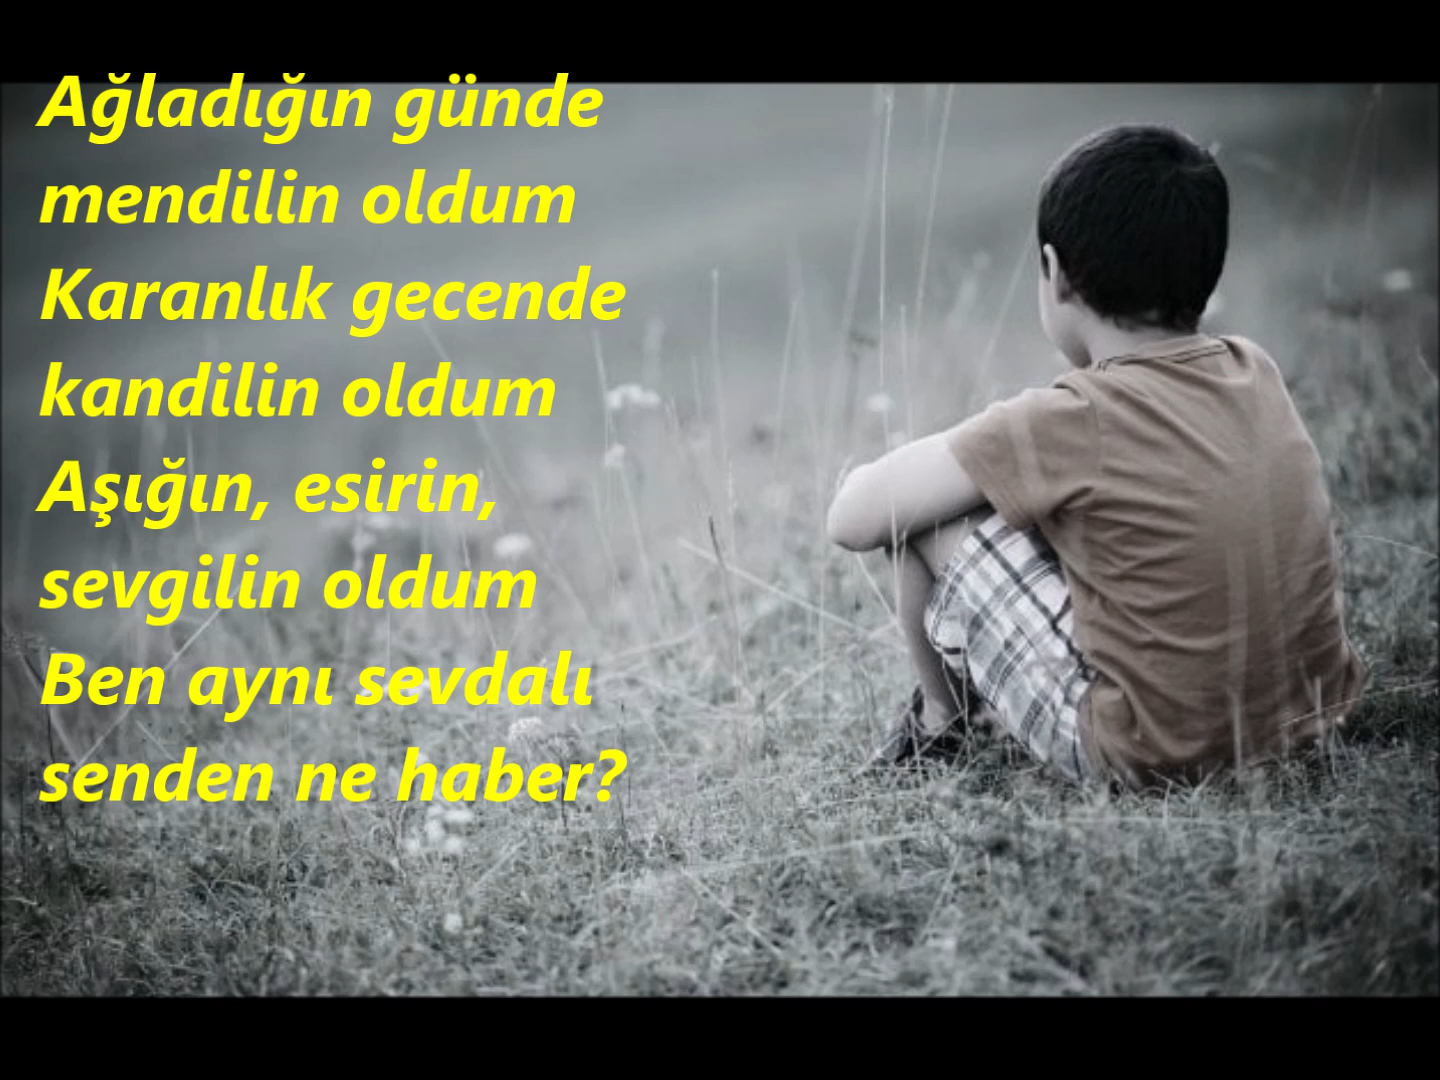 Ağladığın günde
mendilin oldum
Karanlık gecende
kandilin oldum
Aşığın, esirin,
sevgilin oldum
Ben aynı sevdalı
senden ne haber?